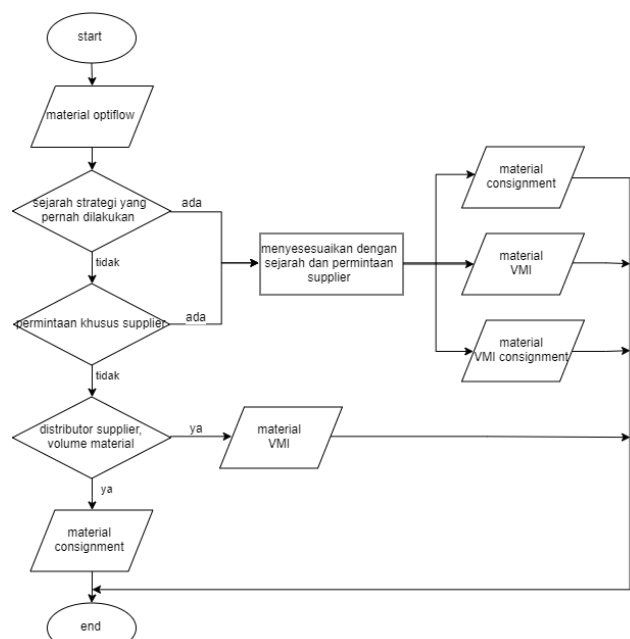 start
material optiflow
sejarah strategi yang
pernah dilakukan
ada
tidak
menyesesuaikan dengan
sejarah dan permintaan
supplier
material
consignment
material
VMI
material
VMI consignment
permintaan khusus supplier
ada
tidak
distributor supplier,
volume material
ya
material
VMI
ya
material
consignment
end